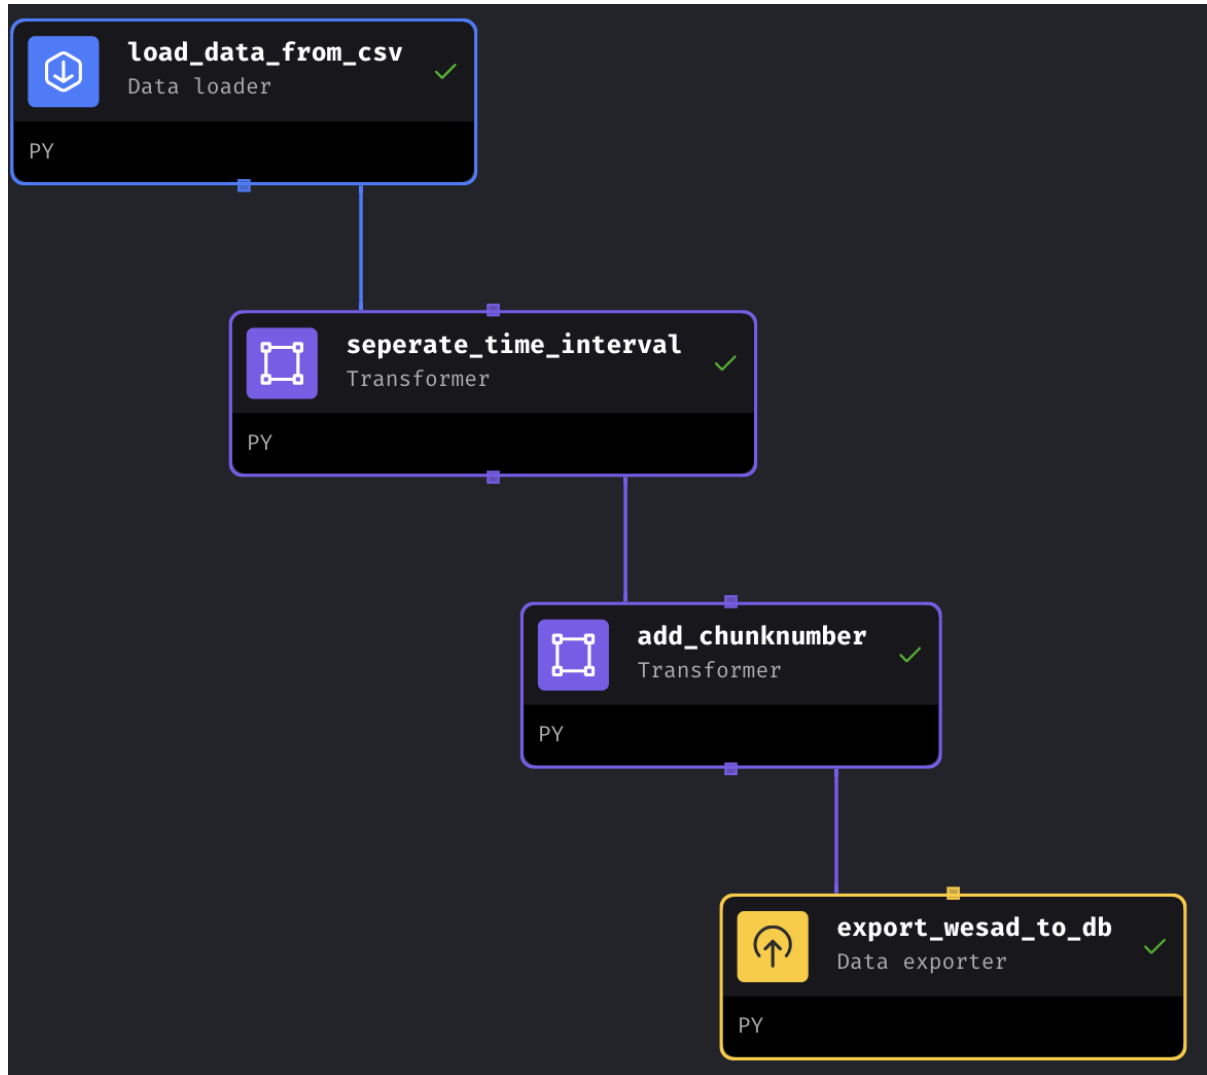 load_data_from_csv
Data loader
PY
seperate_time_interval
Transformer
PY
add_chunknumber
Transformer
PY
export_wesad_to_db
Data exporter
PY